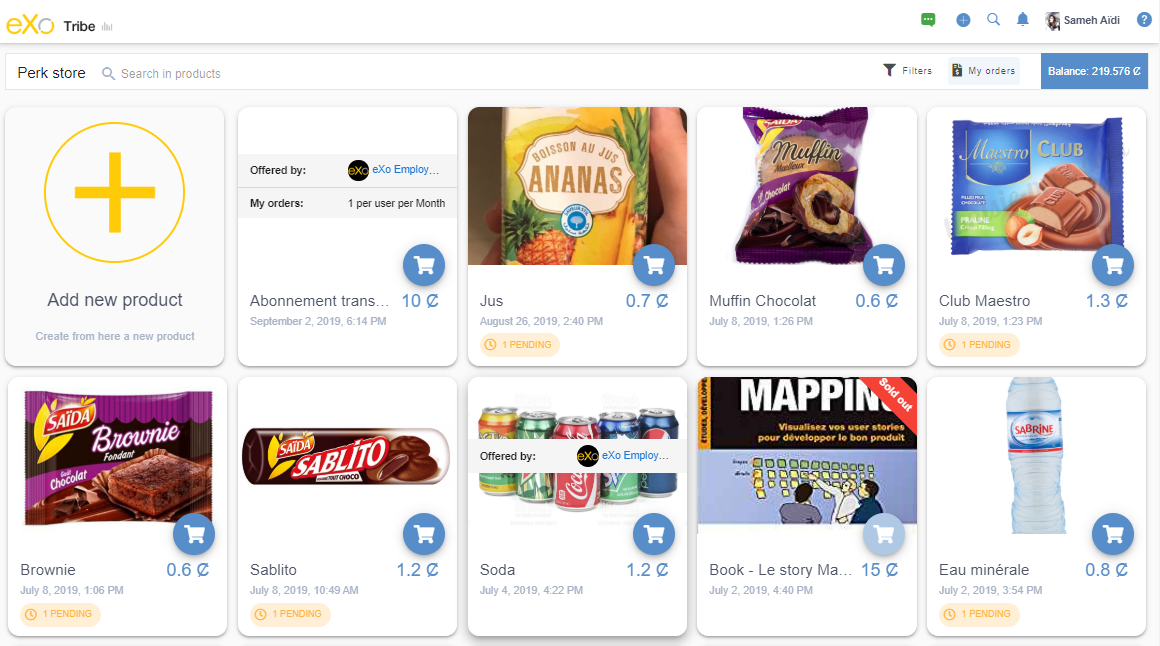 eXo Tribe
Sameh Aïdi
Perk store
Search in products
Filters
My orders
Balance: 219.576 ₡
Add new product
Create from here a new product
Offered by:
eXo Employ…
My orders:
1 per user per Month
Abonnement trans… 10 ₡
September 2, 2019, 6:14 PM
BOISSON AU JUS
ANANAS
Jus 0.7 ₡
August 26, 2019, 2:40 PM
1 PENDING
SAÏDA
Muffin
Moelleux
Chocolat
Muffin Chocolat 0.6 ₡
July 8, 2019, 1:26 PM
Maestro CLUB
PRALINE
Club Maestro 1.3 ₡
July 8, 2019, 1:23 PM
1 PENDING
SAÏDA
Brownie
Fondant
Goût
Chocolat
Brownie 0.6 ₡
July 8, 2019, 1:06 PM
1 PENDING
SAÏDA
SABLITO
TOUT CHOCO
Sablito 1.2 ₡
July 8, 2019, 10:49 AM
1 PENDING
Offered by:
eXo Employ…
Soda 1.2 ₡
July 4, 2019, 4:22 PM
MAPPIN
Sold out
Visualisez vos user stories
pour développer le bon produit
Book - Le story Ma… 15 ₡
July 2, 2019, 4:40 PM
SABRINE
Eau minérale 0.8 ₡
July 2, 2019, 3:54 PM
1 PENDING